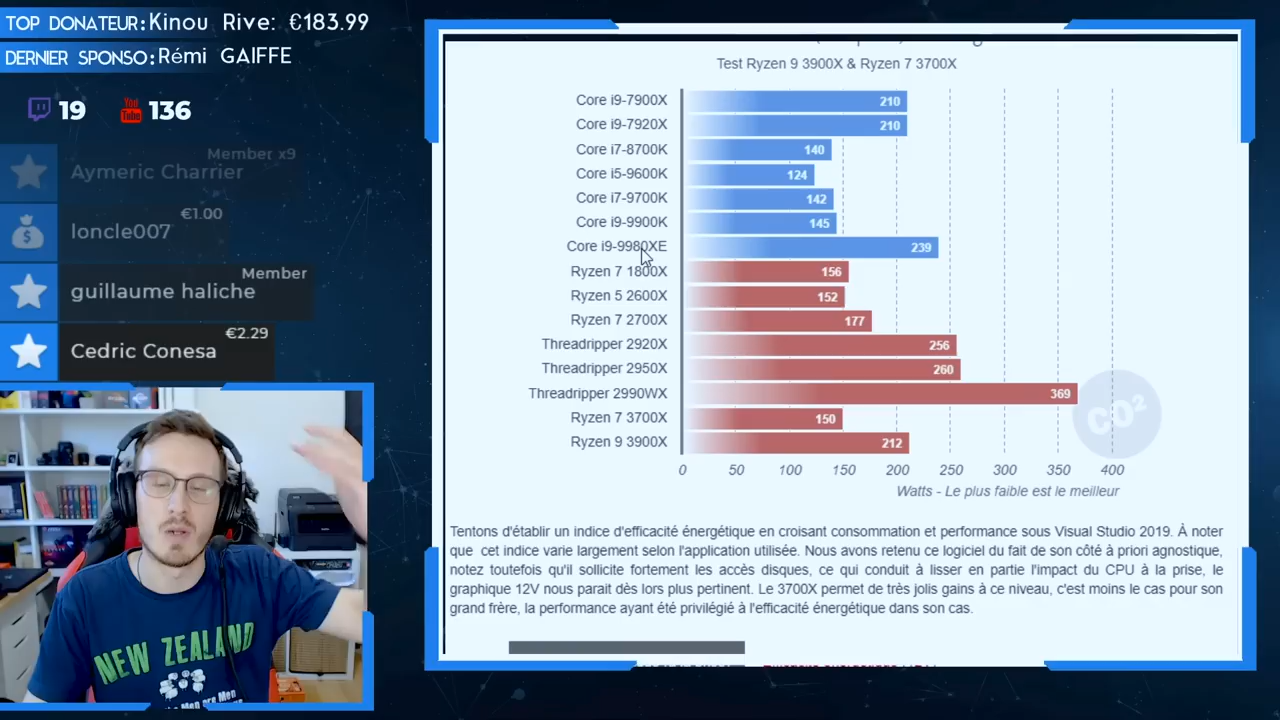 TOP DONATEUR:Kinou Rive: €183.99
DERNIER SPONSO:Rémi GAIFFE
19
You Tube 136
Member x9
Aymeric Charrier
€1.00
loncle007
Member
guillaume haliche
€2.29
Cedric Conesa
NEW ZEALAND
Test Ryzen 9 3900X & Ryzen 7 3700X
Core i9-7900X 210
Core i9-7920X 210
Core i7-8700K 140
Core i5-9600K 124
Core i7-9700K 142
Core i9-9900K 145
Core i9-9980XE 239
Ryzen 7 1800X 156
Ryzen 5 2600X 152
Ryzen 7 2700X 177
Threadripper 2920X 256
Threadripper 2950X 260
Threadripper 2990WX 369
Ryzen 7 3700X 150
Ryzen 9 3900X 212
CO²
0 50 100 150 200 250 300 350 400
Watts - Le plus faible est le meilleur
Tentons d'établir un indice d'efficacité énergétique en croisant consommation et performance sous Visual Studio 2019. À noter
que cet indice varie largement selon l'application utilisée. Nous avons retenu ce logiciel du fait de son côté à priori agnostique,
notez toutefois qu'il sollicite fortement les accès disques, ce qui conduit à lisser en partie l'impact du CPU à la prise, le
graphique 12V nous parait dès lors plus pertinent. Le 3700X permet de très jolis gains à ce niveau, c'est moins le cas pour son
grand frère, la performance ayant été privilégié à l'efficacité énergétique dans son cas.